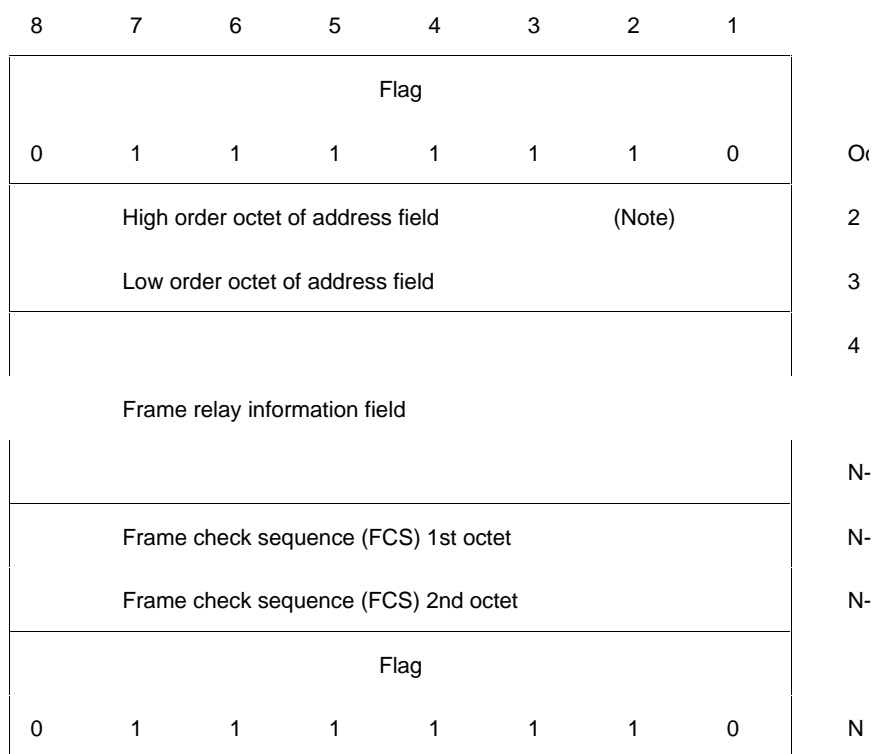 8 7 6 5 4 3 2 1
Flag
0 1 1 1 1 1 1 0
High order octet of address field (Note) 2
Low order octet of address field 3
4
Frame relay information field
N-
Frame check sequence (FCS) 1st octet N-
Frame check sequence (FCS) 2nd octet N-
Flag
0 1 1 1 1 1 1 0 N